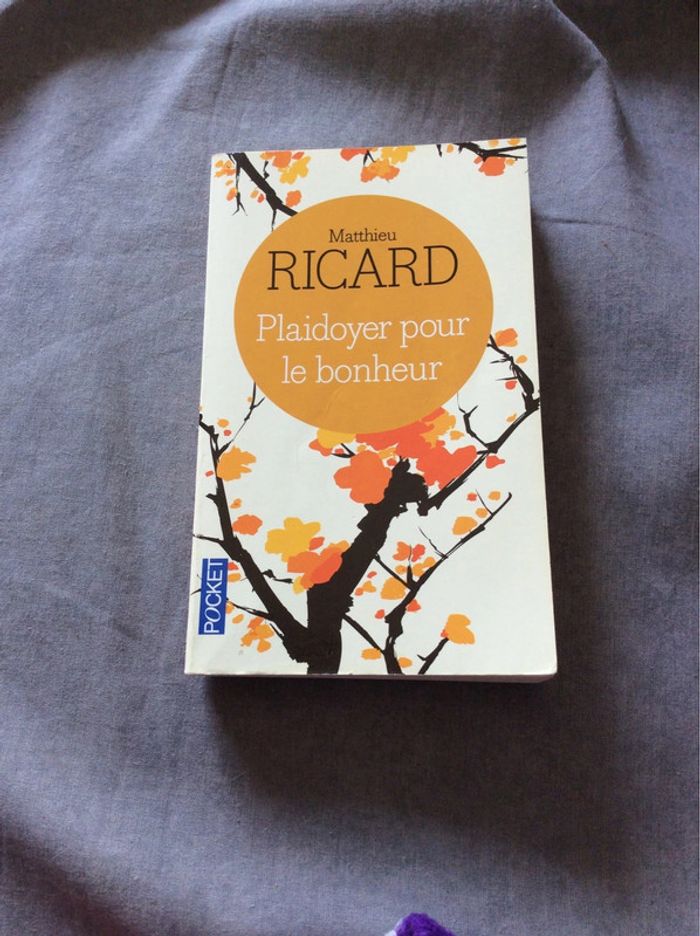 Matthieu
RICARD
Plaidoyer pour
le bonheur
POCKET